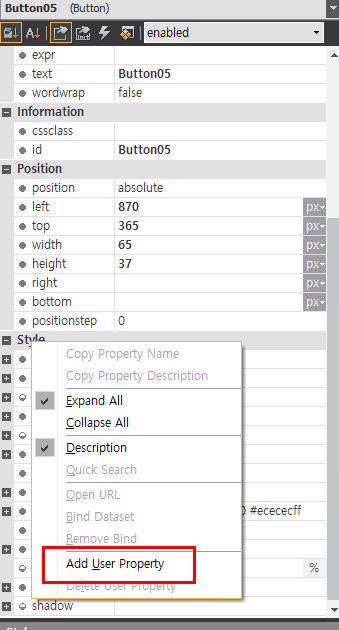 Button05 (Button)
enabled
expr
text Button05
wordwrap false
Information
cssclass
id Button05
Position
position absolute
left 870 px
top 365 px
width 65 px
height 37 px
right px
bottom px
positionstep 0
Style
Copy Property Name
Copy Property Description
Expand All
Collapse All
Description
Quick Search
Open URL
Bind Dataset 0 #ececec​ff
Remove Bind
Add User Property %
Delete User Property
shadow